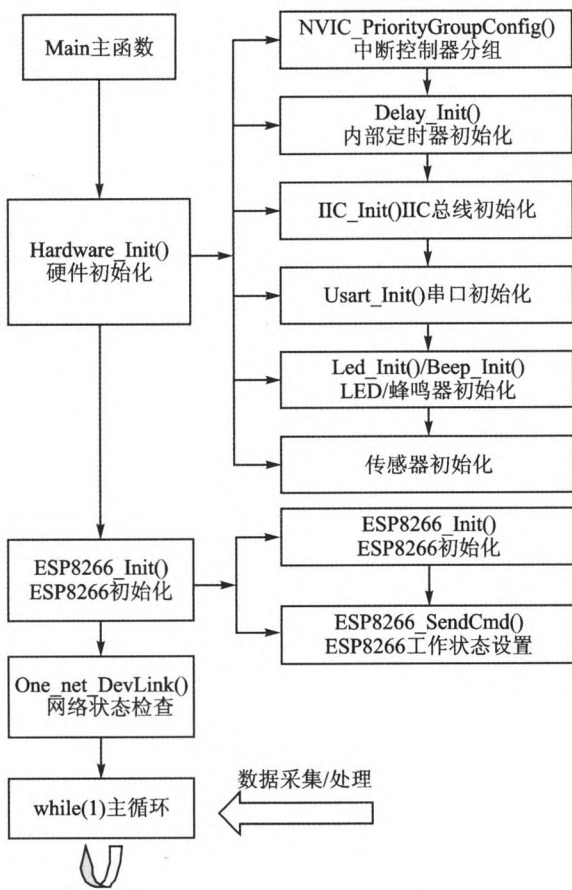 Main主函数
NVIC_PriorityGroupConfig()
中断控制器分组
Delay_Init()
内部定时器初始化
IIC_Init()IIC总线初始化
Hardware_Init()
硬件初始化
Usart_Init()串口初始化
Led_Init()/Beep_Init()
LED/蜂鸣器初始化
传感器初始化
ESP8266_Init()
ESP8266初始化
ESP8266_Init()
ESP8266初始化
ESP8266_SendCmd()
ESP8266工作状态设置
One_net_DevLink()
网络状态检查
数据采集/处理
while(1)主循环